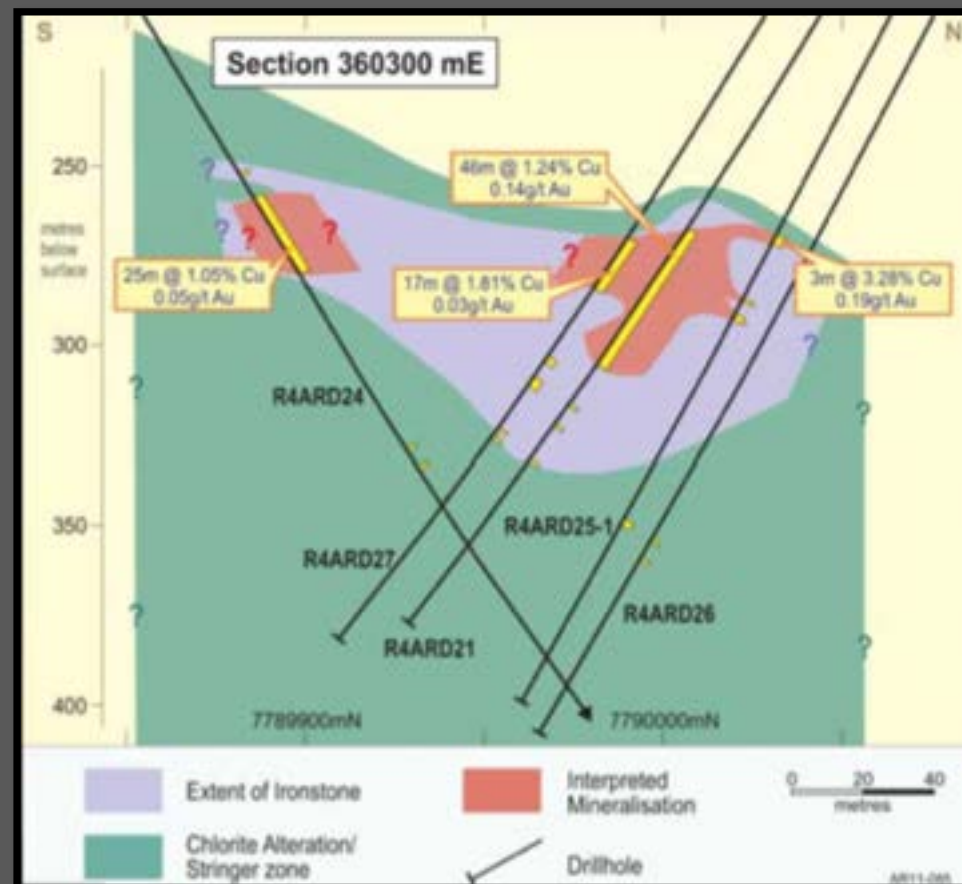 S
N
Section 360300 mE
250
metres
below
surface
300
350
400
46m @ 1.24% Cu
0.14g/t Au
25m @ 1.05% Cu
0.05g/t Au
17m @ 1.81% Cu
0.03g/t Au
3m @ 3.28% Cu
0.19g/t Au
?
?
?
?
?
?
?
?
?
?
R4ARD24
R4ARD27
R4ARD25-1
R4ARD21
R4ARD26
7789900mN
7790000mN
Extent of Ironstone
Interpreted
Mineralisation
0 20 40
metres
Chlorite Alteration/
Stringer zone
Drillhole
AR11-085